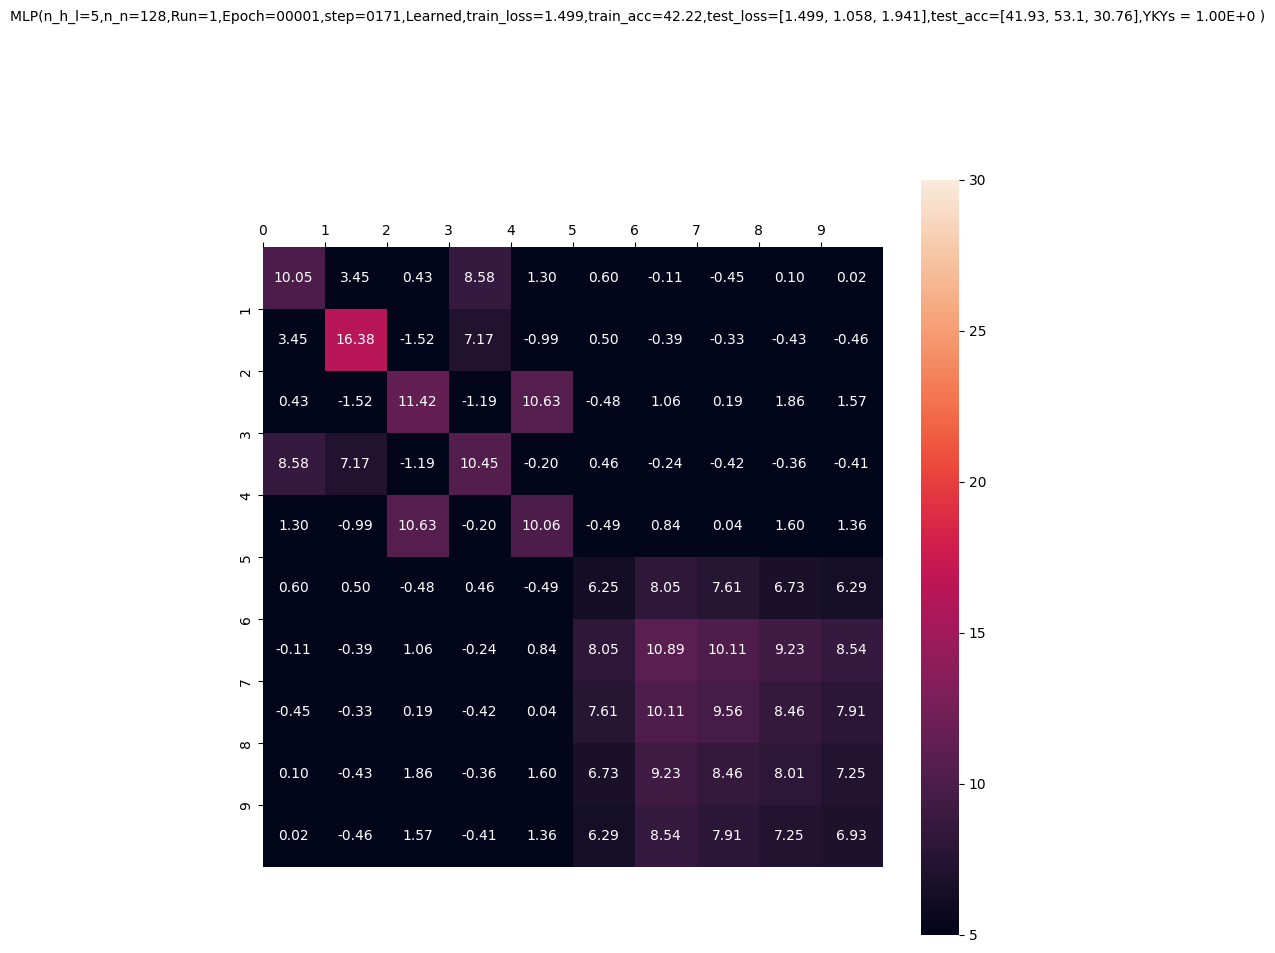 MLP(n_h_l=5,n_n=128,Run=1,Epoch=00001,step=0171,Learned,train_loss=1.499,train_acc=42.22,test_loss=[1.499, 1.058, 1.941],test_acc=[41.93, 53.1, 30.76],YKYs = 1.00E+0 )
0 1 2 3 4 5 6 7 8 9
10.05 3.45 0.43 8.58 1.30 0.60 -0.11 -0.45 0.10 0.02
1
3.45 16.38 -1.52 7.17 -0.99 0.50 -0.39 -0.33 -0.43 -0.46
2
0.43 -1.52 11.42 -1.19 10.63 -0.48 1.06 0.19 1.86 1.57
3
8.58 7.17 -1.19 10.45 -0.20 0.46 -0.24 -0.42 -0.36 -0.41
4
1.30 -0.99 10.63 -0.20 10.06 -0.49 0.84 0.04 1.60 1.36
5
0.60 0.50 -0.48 0.46 -0.49 6.25 8.05 7.61 6.73 6.29
6
-0.11 -0.39 1.06 -0.24 0.84 8.05 10.89 10.11 9.23 8.54
7
-0.45 -0.33 0.19 -0.42 0.04 7.61 10.11 9.56 8.46 7.91
8
0.10 -0.43 1.86 -0.36 1.60 6.73 9.23 8.46 8.01 7.25
9
0.02 -0.46 1.57 -0.41 1.36 6.29 8.54 7.91 7.25 6.93
30
25
20
15
10
5